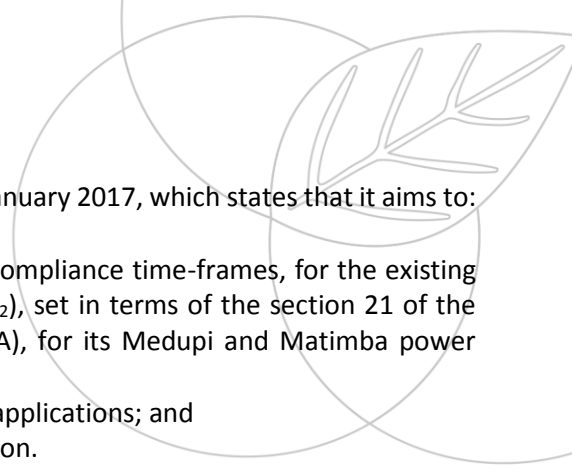 anuary 2017, which states that it aims to:
ompliance time-frames, for the existing
₂), set in terms of the section 21 of the
A), for its Medupi and Matimba power
applications; and
on.